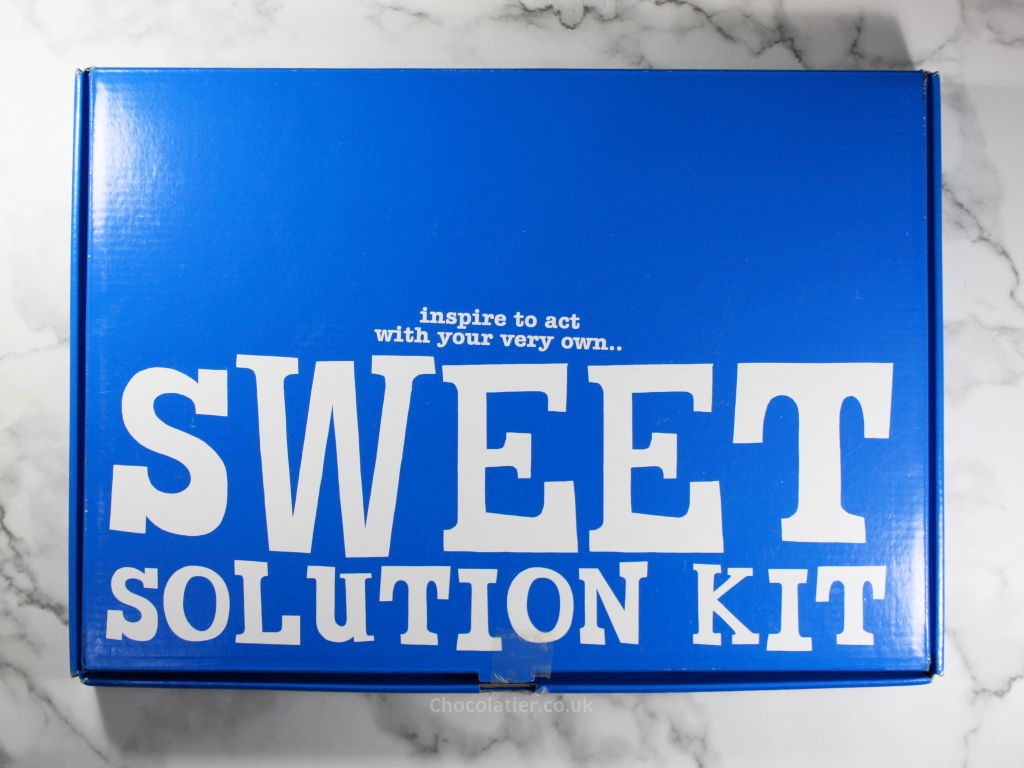 inspire to act
with your very own..
SWEET
SOLUTION KIT
Chocolatier.co.uk